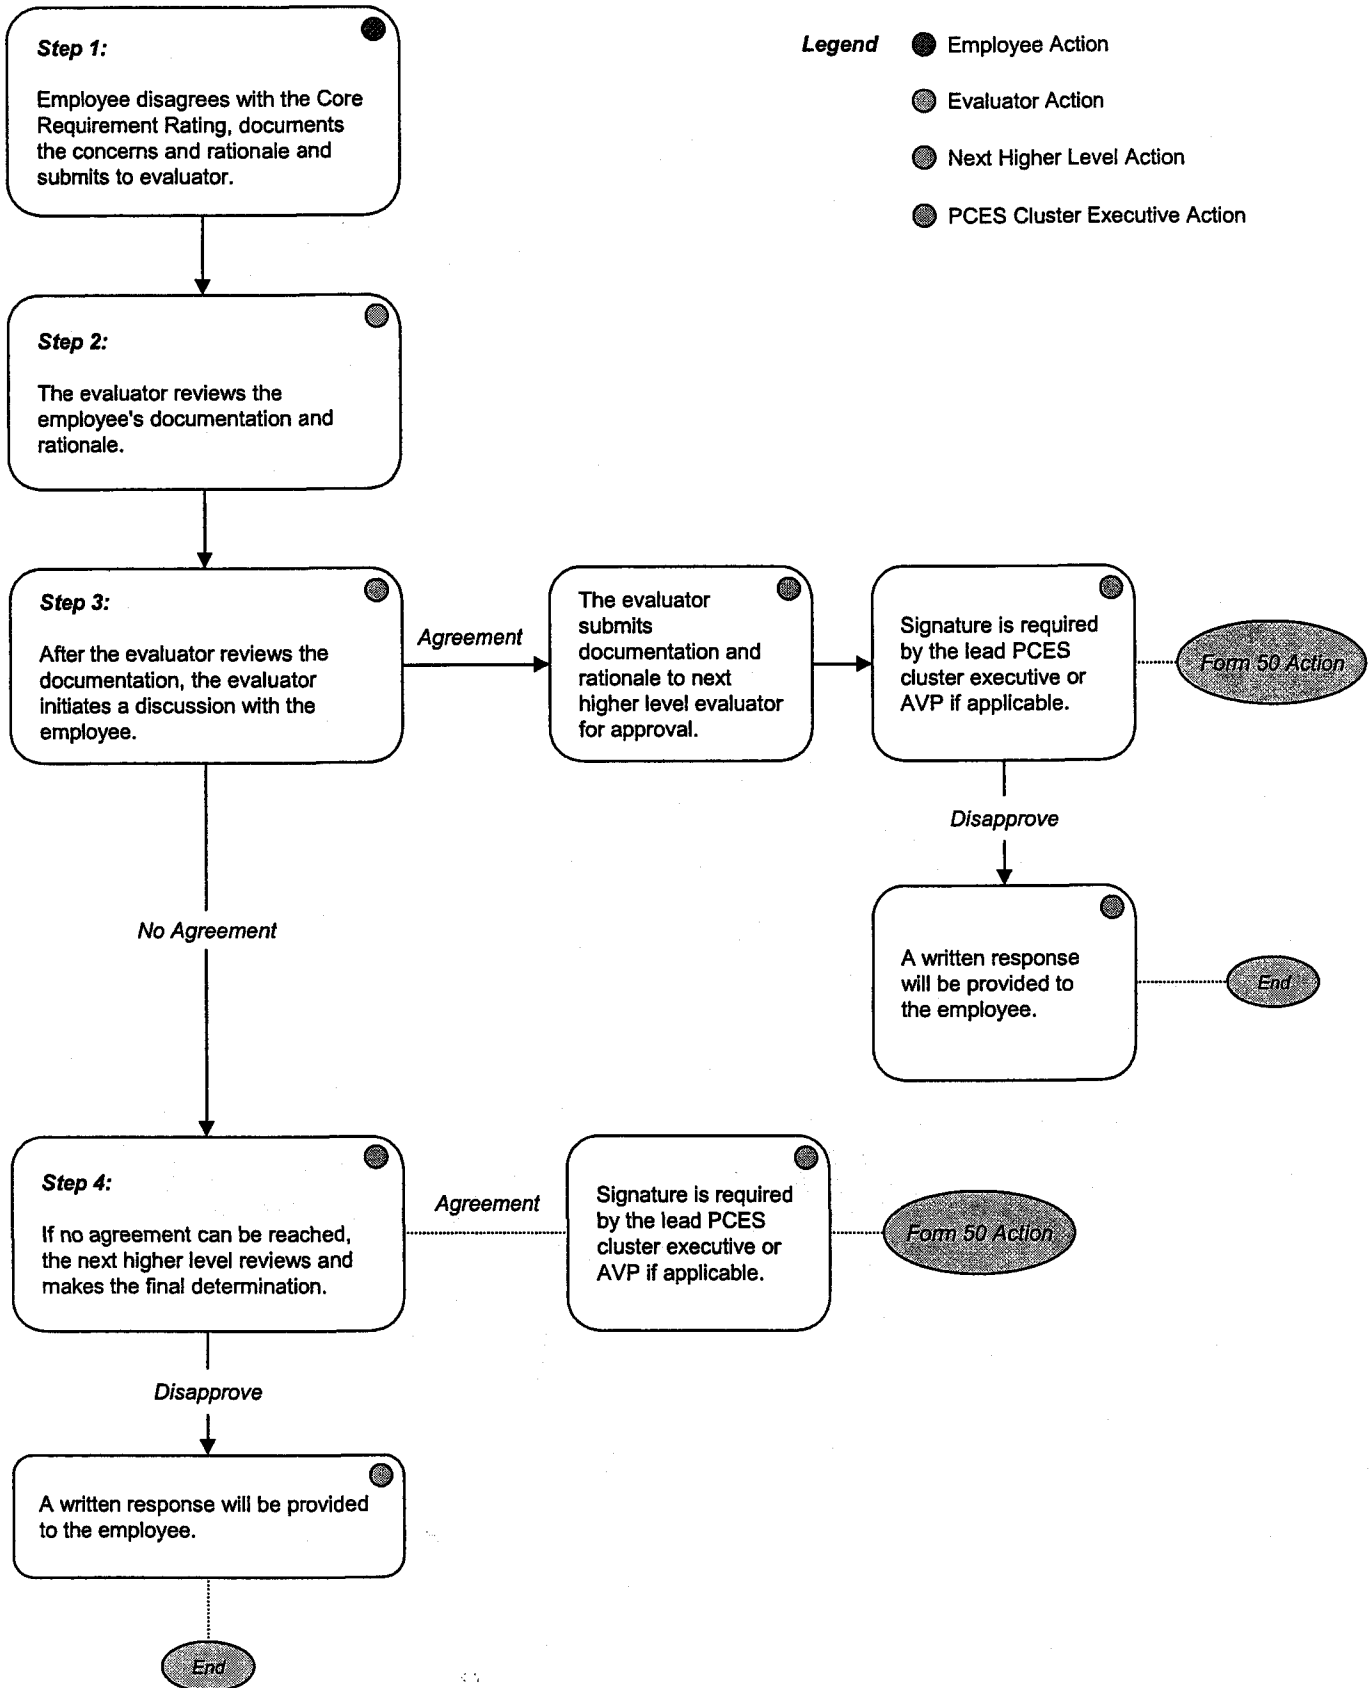 Step 1:
Employee disagrees with the Core
Requirement Rating, documents
the concerns and rationale and
submits to evaluator.
Legend
Employee Action
Evaluator Action
Next Higher Level Action
PCES Cluster Executive Action
Step 2:
The evaluator reviews the
employee's documentation and
rationale.
Step 3:
After the evaluator reviews the
documentation, the evaluator
initiates a discussion with the
employee.
Agreement
The evaluator
submits
documentation and
rationale to next
higher level evaluator
for approval.
Signature is required
by the lead PCES
cluster executive or
AVP if applicable.
Form 50 Action
Disapprove
A written response
will be provided to
the employee.
End
No Agreement
Step 4:
If no agreement can be reached,
the next higher level reviews and
makes the final determination.
Agreement
Signature is required
by the lead PCES
cluster executive or
AVP if applicable.
Form 50 Action
Disapprove
A written response will be provided
to the employee.
End